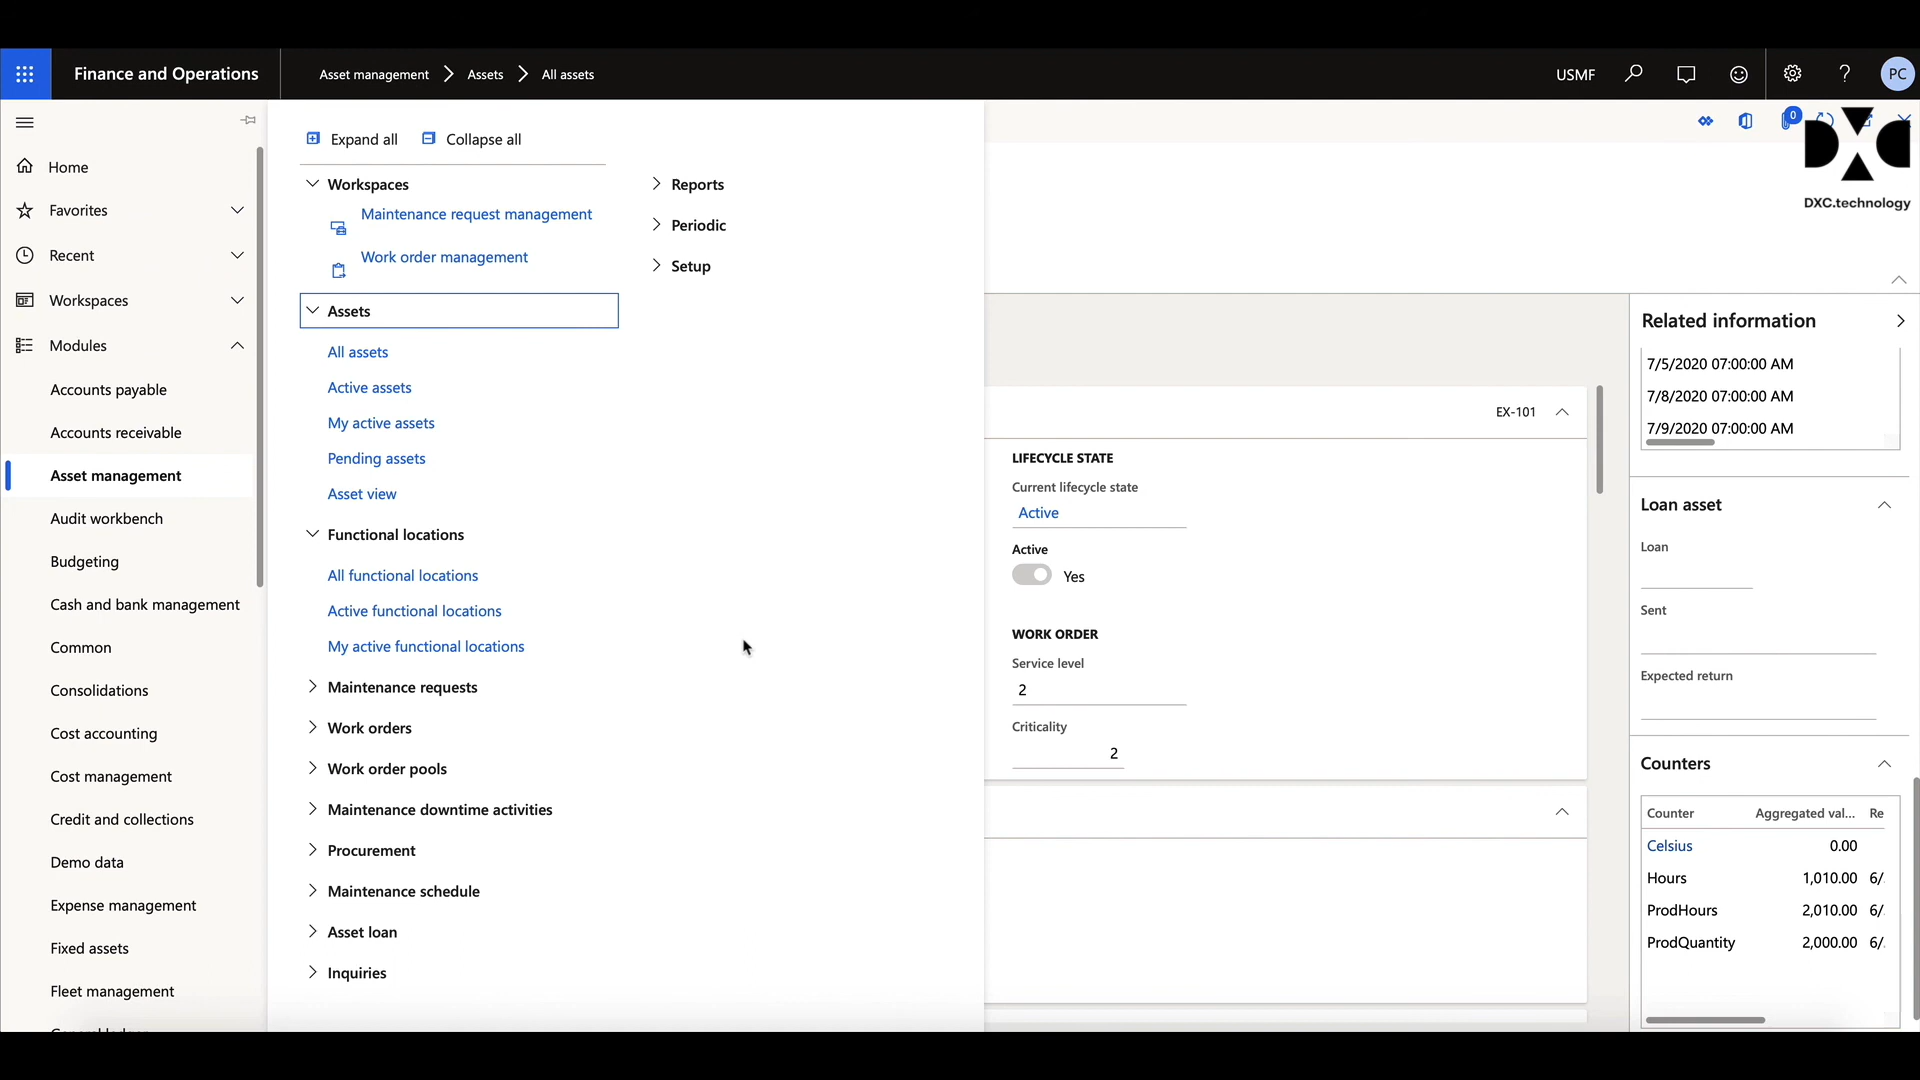 Finance and Operations
Asset management > Assets > All assets
USMF
PC
0
DXC.technology
Home
Favorites
Recent
Workspaces
Modules
Accounts payable
Accounts receivable
Asset management
Audit workbench
Budgeting
Cash and bank management
Common
Consolidations
Cost accounting
Cost management
Credit and collections
Demo data
Expense management
Fixed assets
Fleet management
Expand all
Collapse all
Workspaces
Maintenance request management
Work order management
Assets
All assets
Active assets
My active assets
Pending assets
Asset view
Functional locations
All functional locations
Active functional locations
My active functional locations
Maintenance requests
Work orders
Work order pools
Maintenance downtime activities
Procurement
Maintenance schedule
Asset loan
Inquiries
Reports
Periodic
Setup
EX-101
LIFECYCLE STATE
Current lifecycle state
Active
Active
Yes
WORK ORDER
Service level
2
Criticality
2
Related information
7/5/2020 07:00:00 AM
7/8/2020 07:00:00 AM
7/9/2020 07:00:00 AM
Loan asset
Loan
Sent
Expected return
Counters
Counter Aggregated val... Re
Celsius 0.00
Hours 1,010.00 6/
ProdHours 2,010.00 6/
ProdQuantity 2,000.00 6/